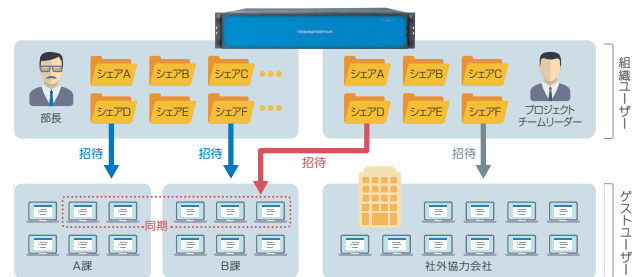 シェアA
シェアB
シェアC
シェアA
シェアB
シェアC
シェアD
シェアE
シェアF
シェアD
シェアE
シェアF
部長
プロジェクト
チームリーダー
組織ユーザー
招待
招待
招待
招待
同期
A課
B課
社外協力会社
ゲストユーザー